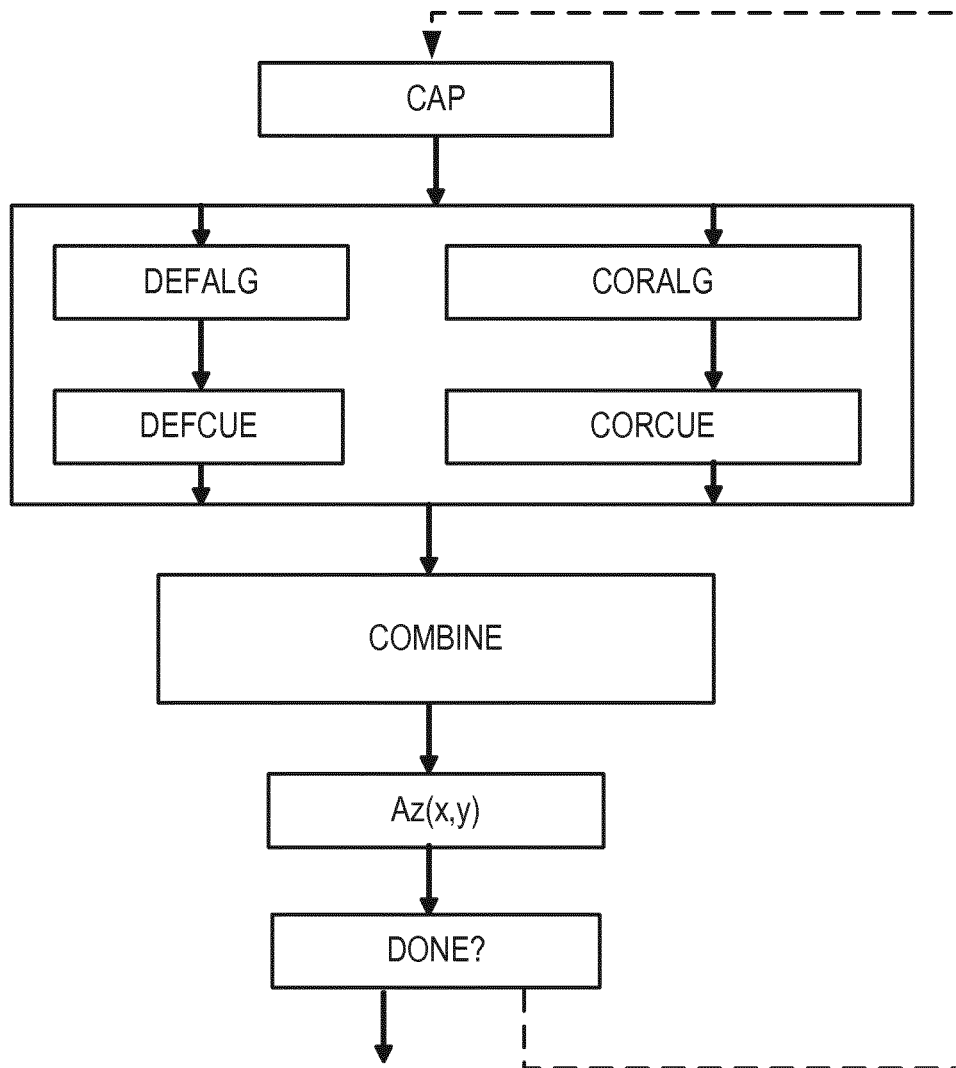 CAP
DEFALG
CORALG
DEFCUE
CORCUE
COMBINE
Az(x,y)
DONE?